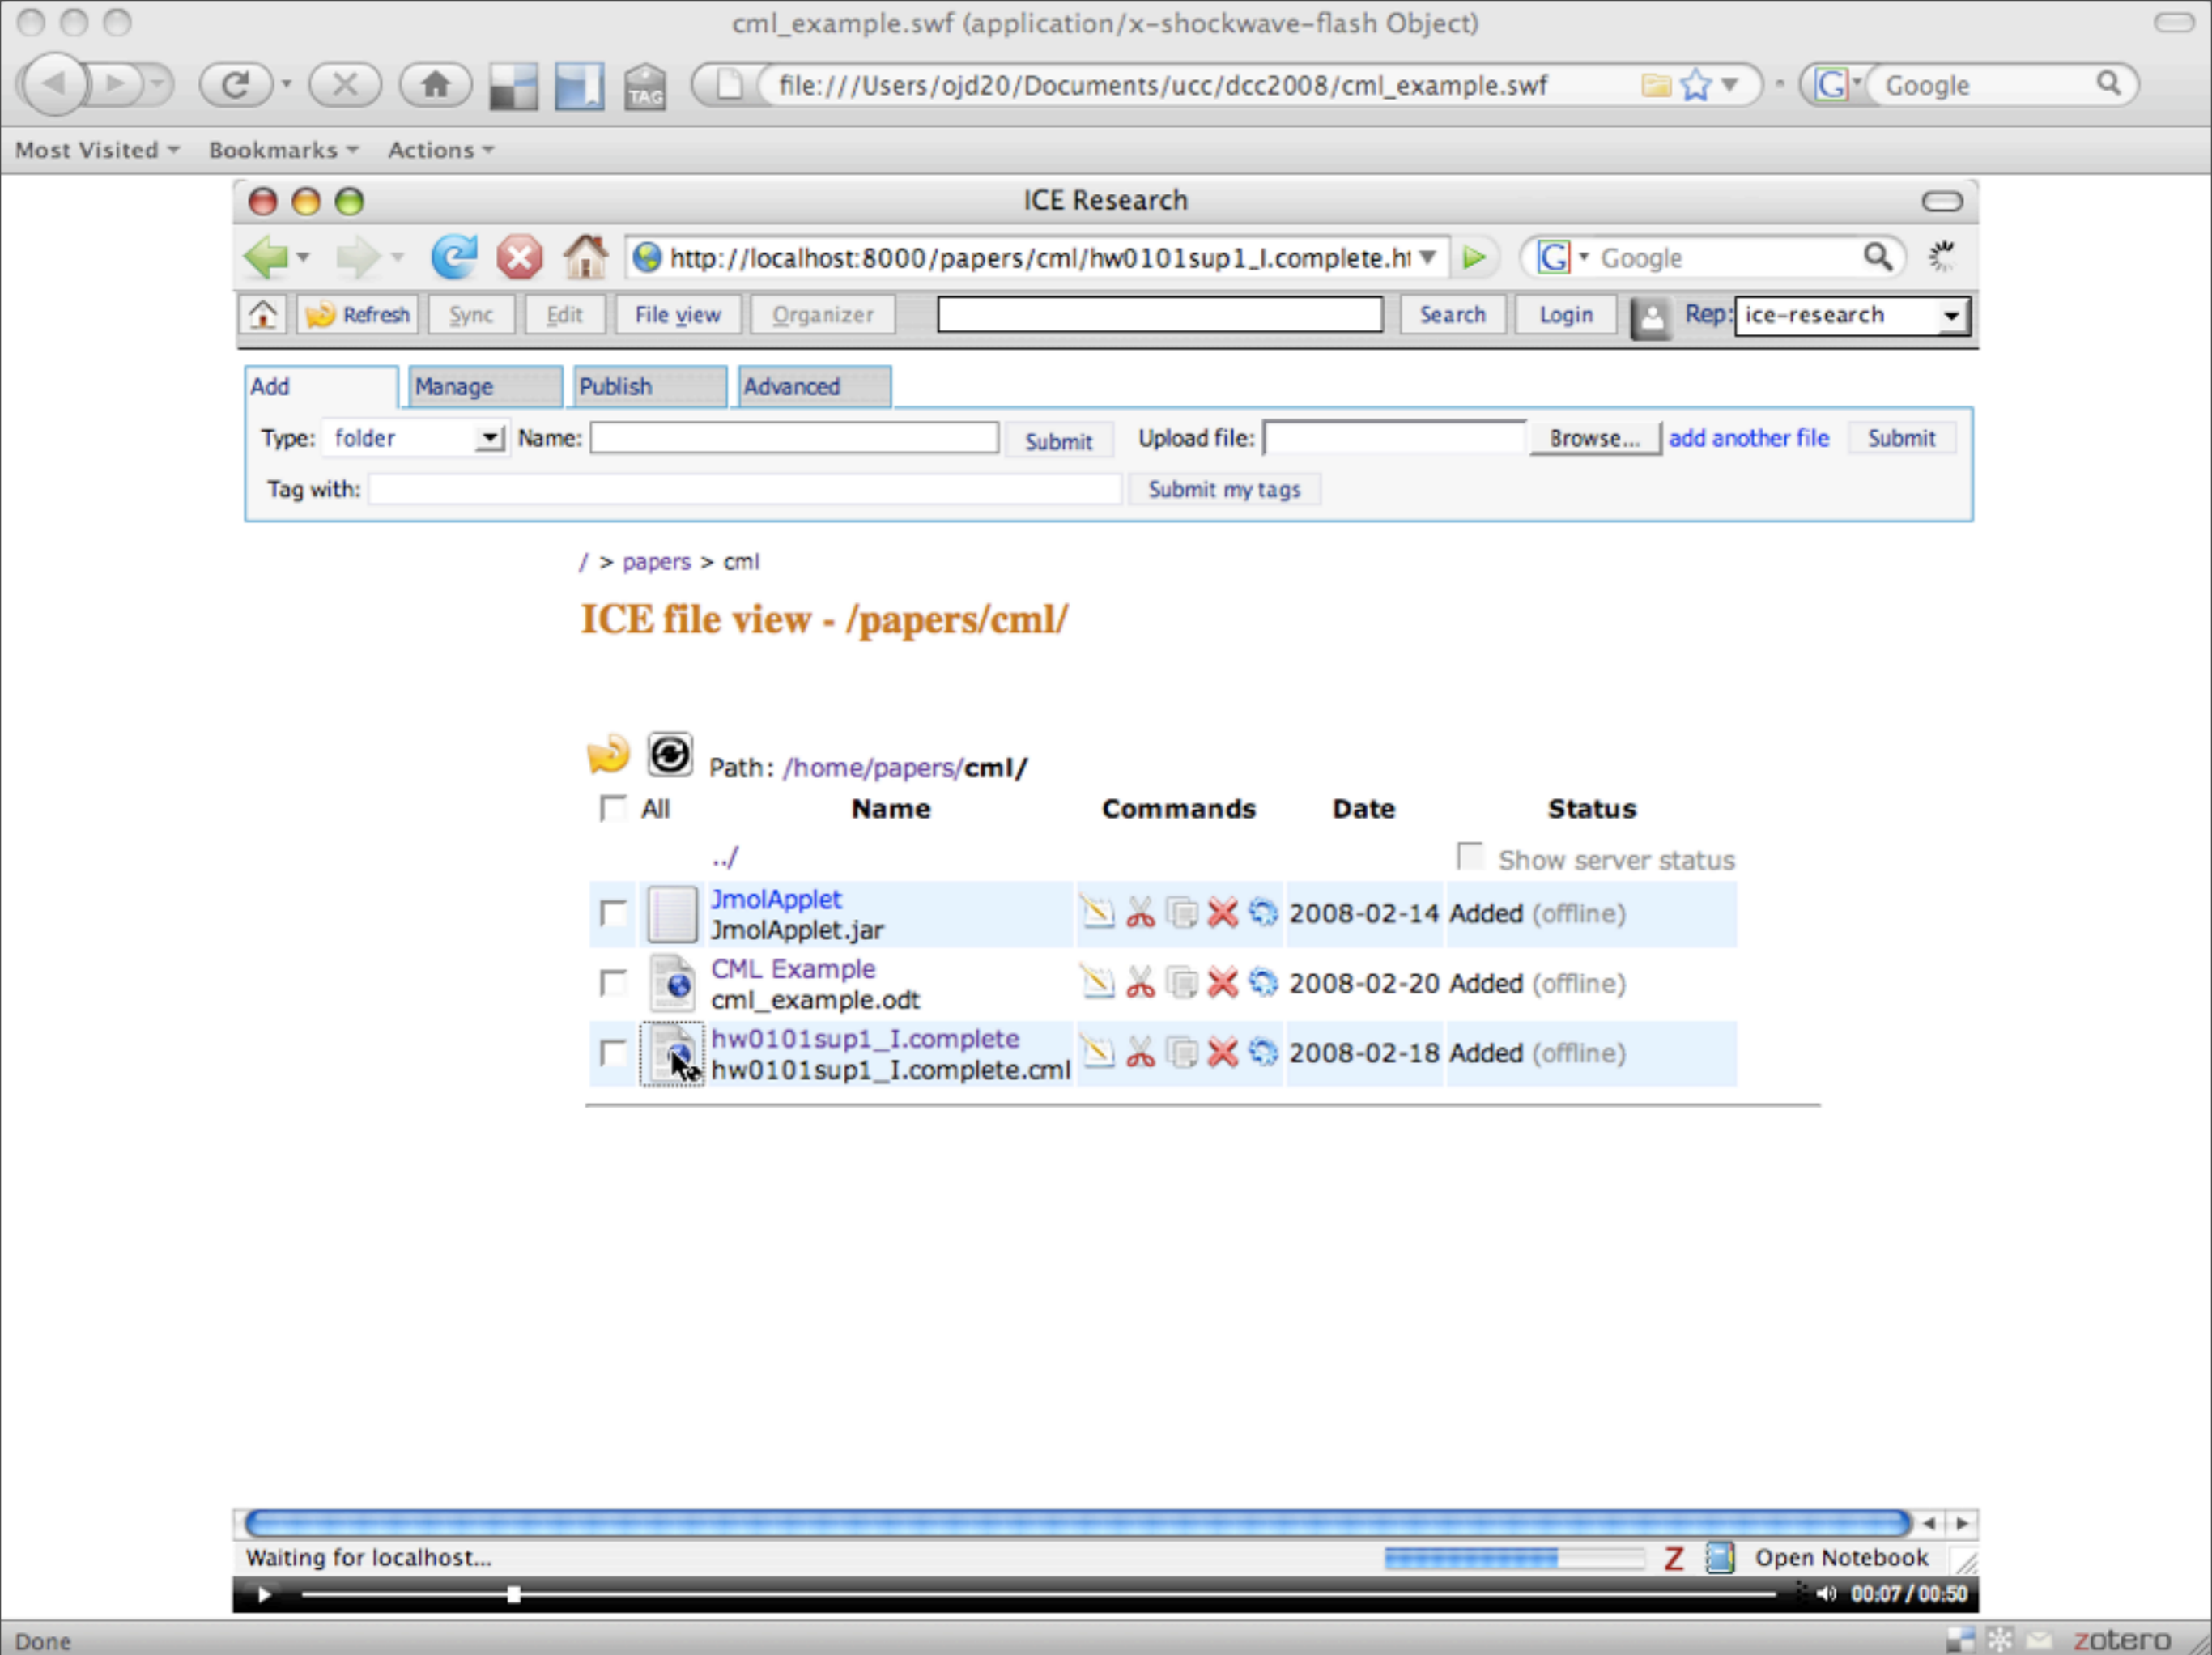 cml_example.swf (application/x-shockwave-flash Object)
TAG file:///Users/ojd20/Documents/ucc/dcc2008/cml_example.swf G Google
Most Visited Bookmarks Actions
ICE Research
http://localhost:8000/papers/cml/hw0101sup1_I.complete.ht G Google
Refresh Sync Edit File view Organizer Search Login Rep: ice-research
Add Manage Publish Advanced
Type: folder Name: Submit Upload file: Browse... add another file Submit
Tag with: Submit my tags
/ > papers > cml
ICE file view - /papers/cml/
Path: /home/papers/cml/
All Name Commands Date Status
../ Show server status
JmolApplet
JmolApplet.jar 2008-02-14 Added (offline)
CML Example
cml_example.odt 2008-02-20 Added (offline)
hw0101sup1_I.complete
hw0101sup1_I.complete.cml 2008-02-18 Added (offline)
Waiting for localhost... Z Open Notebook
00:07 / 00:50
Done zotero